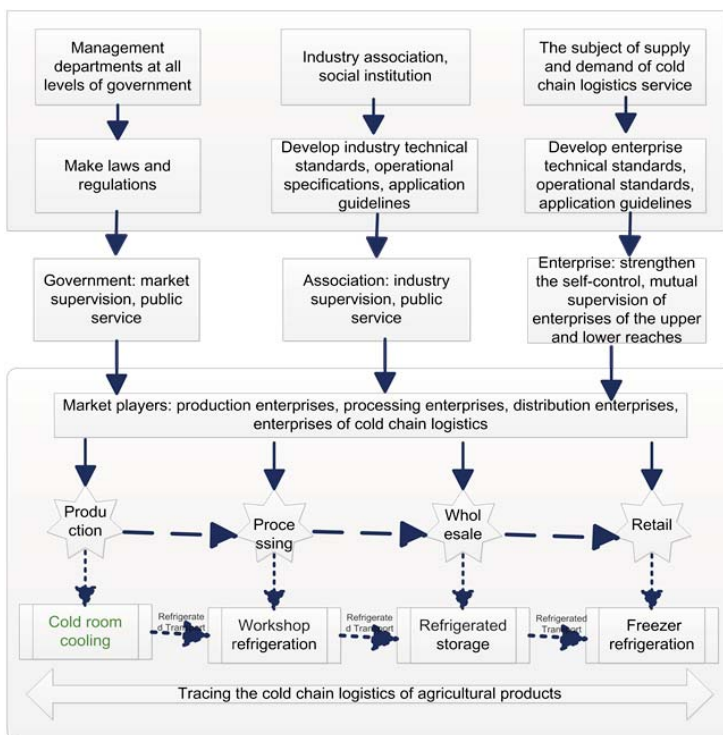 Management
departments at all
levels of government
Industry association,
social institution
The subject of supply
and demand of cold
chain logistics service
Make laws and
regulations
Develop industry technical
standards, operational
specifications, application
guidelines
Develop enterprise
technical standards,
operational standards,
application guidelines
Government: market
supervision, public
service
Association: industry
supervision, public
service
Enterprise: strengthen
the self-control, mutual
supervision of
enterprises of the upper
and lower reaches
Market players: production enterprises, processing enterprises, distribution enterprises,
enterprises of cold chain logistics
Produ
ction
Proce
ssing
Whol
esale
Retail
Cold room
cooling
Refrigerate
d Transport
Workshop
refrigeration
Refrigerate
d Transport
Refrigerated
storage
Refrigerated
Transport
Freezer
refrigeration
Tracing the cold chain logistics of agricultural products